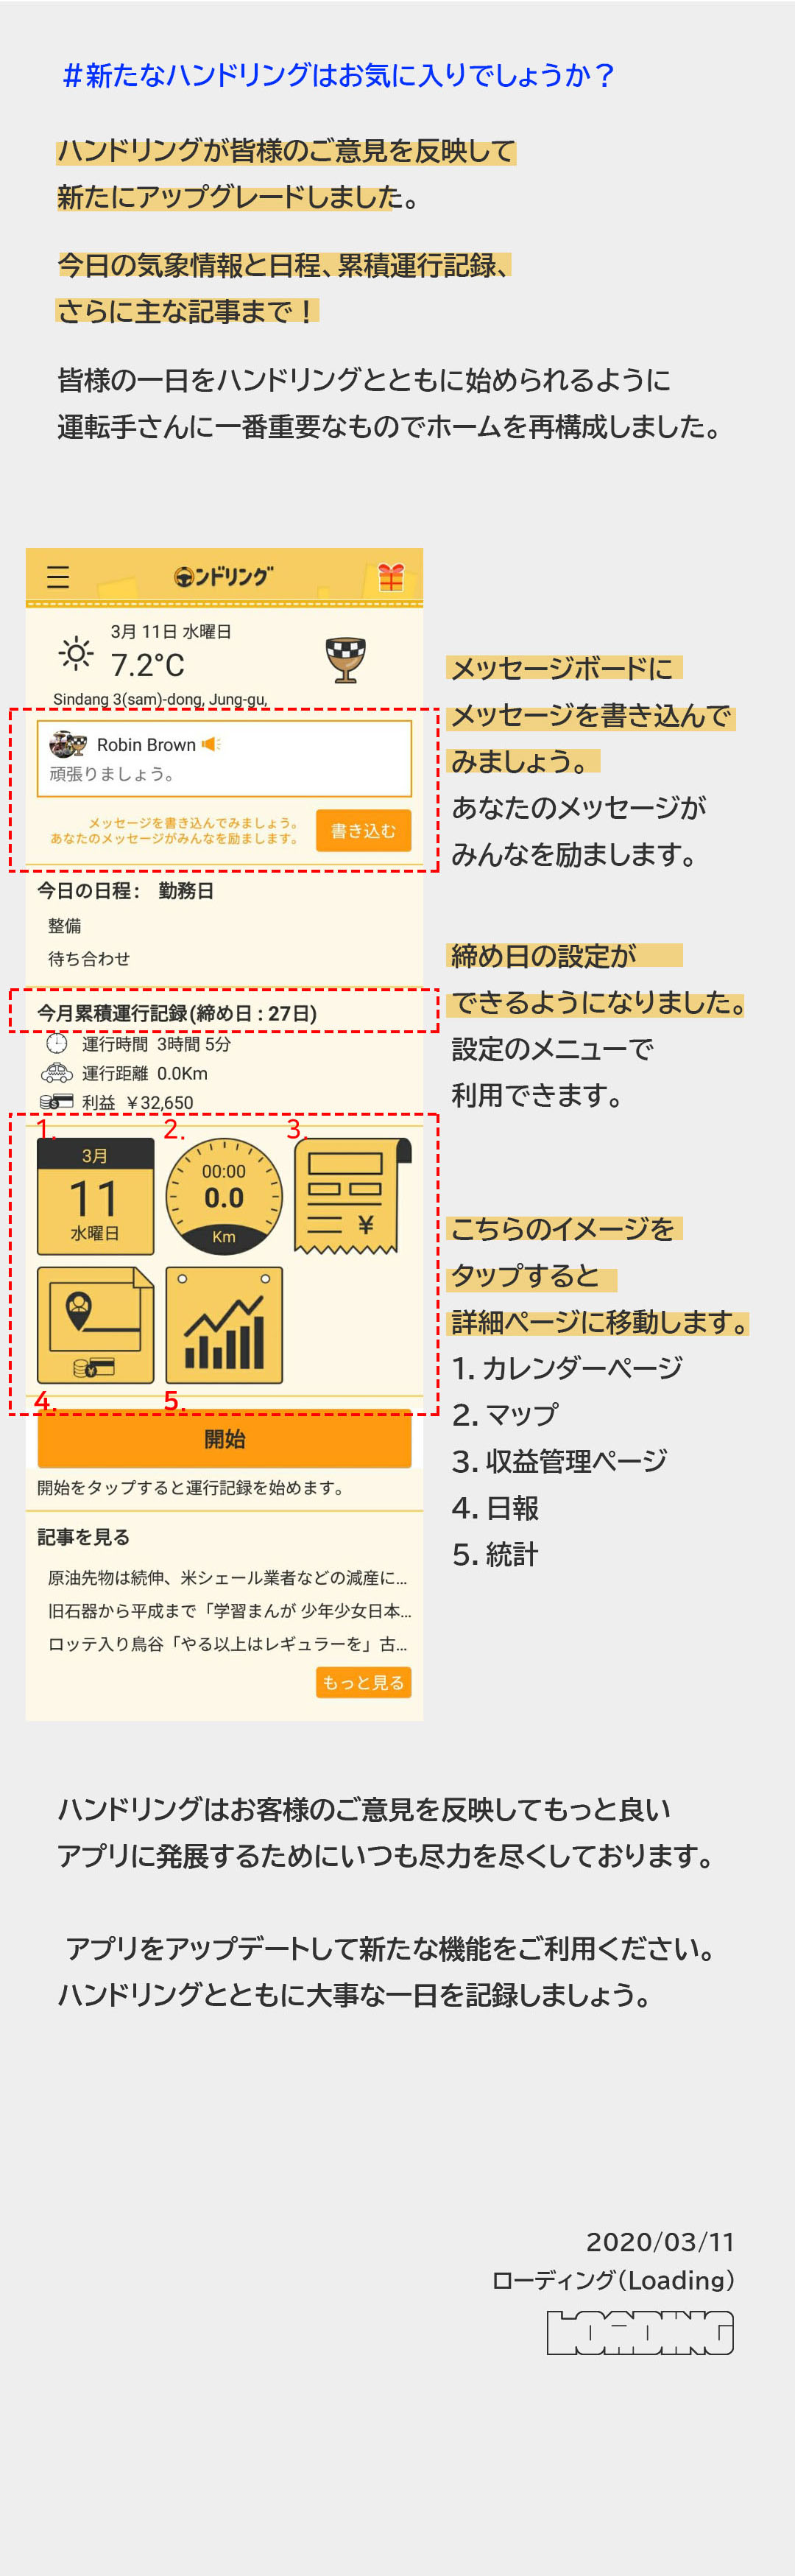 #新たなハンドリングはお気に入りでしょうか？
ハンドリングが皆様のご意見を反映して
新たにアップグレードしました。
今日の気象情報と日程、累積運行記録、
さらに主な記事まで！
皆様の一日をハンドリングとともに始められるように
運転手さんに一番重要なものでホームを再構成しました。
ンドリング
3月 11日 水曜日
7.2°C
Sindang 3(sam)-dong, Jung-gu,
Robin Brown
頑張りましょう。
メッセージを書き込んでみましょう。
あなたのメッセージがみんなを励まします。
書き込む
メッセージボードに
メッセージを書き込んで
みましょう。
あなたのメッセージが
みんなを励まします。
今日の日程： 勤務日
整備
待ち合わせ
今月累積運行記録(締め日 : 27日)
運行時間 3時間 5分
運行距離 0.0Km
利益 ￥32,650
締め日の設定が
できるようになりました。
設定のメニューで
利用できます。
1.
3月
11
水曜日
2.
00:00
0.0
Km
3.
¥
4.
5.
こちらのイメージを
タップすると
詳細ページに移動します。
1. カレンダーページ
2. マップ
3. 収益管理ページ
4. 日報
5. 統計
開始
開始をタップすると運行記録を始めます。
記事を見る
原油先物は続伸、米シェール業者などの減産に...
旧石器から平成まで「学習まんが 少年少女日本...
ロッテ入り鳥谷「やる以上はレギュラーを」古...
もっと見る
ハンドリングはお客様のご意見を反映してもっと良い
アプリに発展するためにいつも尽力を尽くしております。
アプリをアップデートして新たな機能をご利用ください。
ハンドリングとともに大事な一日を記録しましょう。
2020/03/11
ローディング(Loading)
LOADING